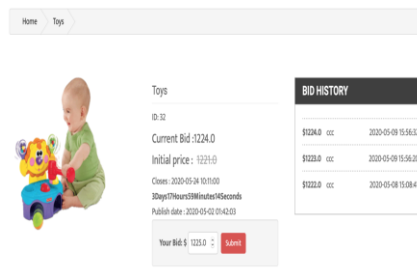 Home Toys
Toys
ID: 32
Current Bid :1224.0
Initial price : 1221.0
Closes : 2020-05-24 10:11:00
3Days17Hours59Minutes14Seconds
Publish date : 2020-05-02 01:42:03
Your Bid: $ 1225.0 Submit
BID HISTORY
$1224.0 ccc 2020-05-09 15:56:32
$1223.0 ccc 2020-05-09 15:56:20
$1222.0 ccc 2020-05-08 15:08:41